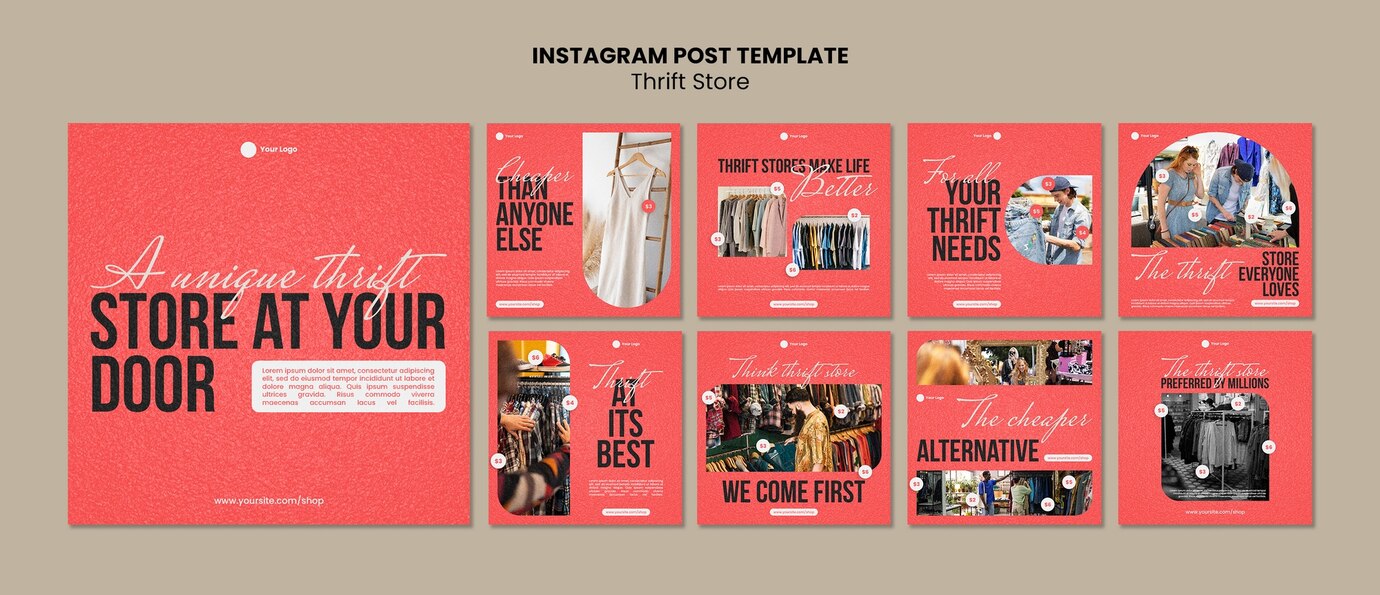 INSTAGRAM POST TEMPLATE
Thrift Store
Your Logo
A unique thrift
STORE AT YOUR
DOOR
Lorem ipsum dolor sit amet, consectetur adipiscing
elit, sed do eiusmod tempor incididunt ut labore et
dolore magna aliqua. Quis ipsum suspendisse
ultrices gravida. Risus commodo viverra
maecenas accumsan lacus vel facilisis.
www.yoursite.com/shop
Your Logo
Cheaper
THAN
ANYONE
ELSE
$3
www.yoursite.com/shop
Your Logo
THRIFT STORES MAKE LIFE
Better
$5
$2
$3
$6
www.yoursite.com/shop
Your Logo
For all
YOUR
THRIFT
NEEDS
$3
$4
www.yoursite.com/shop
Your Logo
$3
$5
$2
$6
The thrift
STORE
EVERYONE
LOVES
www.yoursite.com/shop
Your Logo
$6
$4
$3
Thrift
AT
ITS
BEST
www.yoursite.com/shop
Your Logo
Think thrift store
$5
$2
$3
$6
WE COME FIRST
www.yoursite.com/shop
Your Logo
The cheaper
ALTERNATIVE
www.yoursite.com/shop
$3
$2
$6
$5
Your Logo
The thrift store
PREFERRED BY MILLIONS
$5
$2
$6
$3
www.yoursite.com/shop